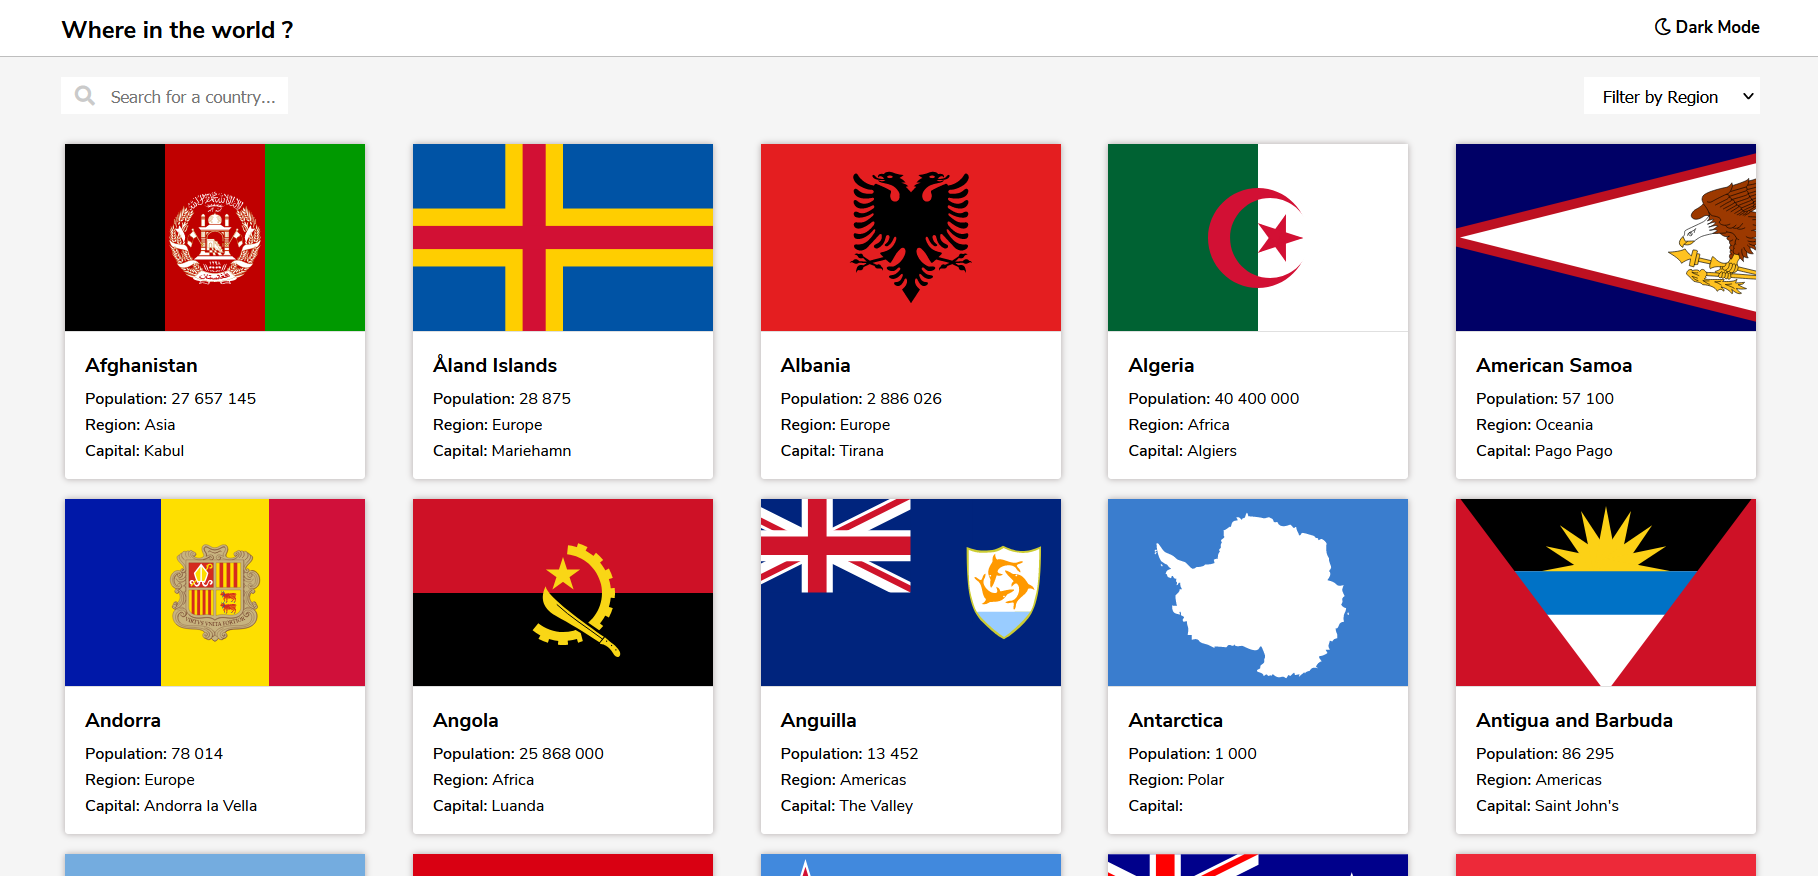 Where in the world ?
Dark Mode
Search for a country...
Filter by Region
Afghanistan
Population: 27 657 145
Region: Asia
Capital: Kabul
Åland Islands
Population: 28 875
Region: Europe
Capital: Mariehamn
Albania
Population: 2 886 026
Region: Europe
Capital: Tirana
Algeria
Population: 40 400 000
Region: Africa
Capital: Algiers
American Samoa
Population: 57 100
Region: Oceania
Capital: Pago Pago
Andorra
Population: 78 014
Region: Europe
Capital: Andorra la Vella
Angola
Population: 25 868 000
Region: Africa
Capital: Luanda
Anguilla
Population: 13 452
Region: Americas
Capital: The Valley
Antarctica
Population: 1 000
Region: Polar
Capital:
Antigua and Barbuda
Population: 86 295
Region: Americas
Capital: Saint John's